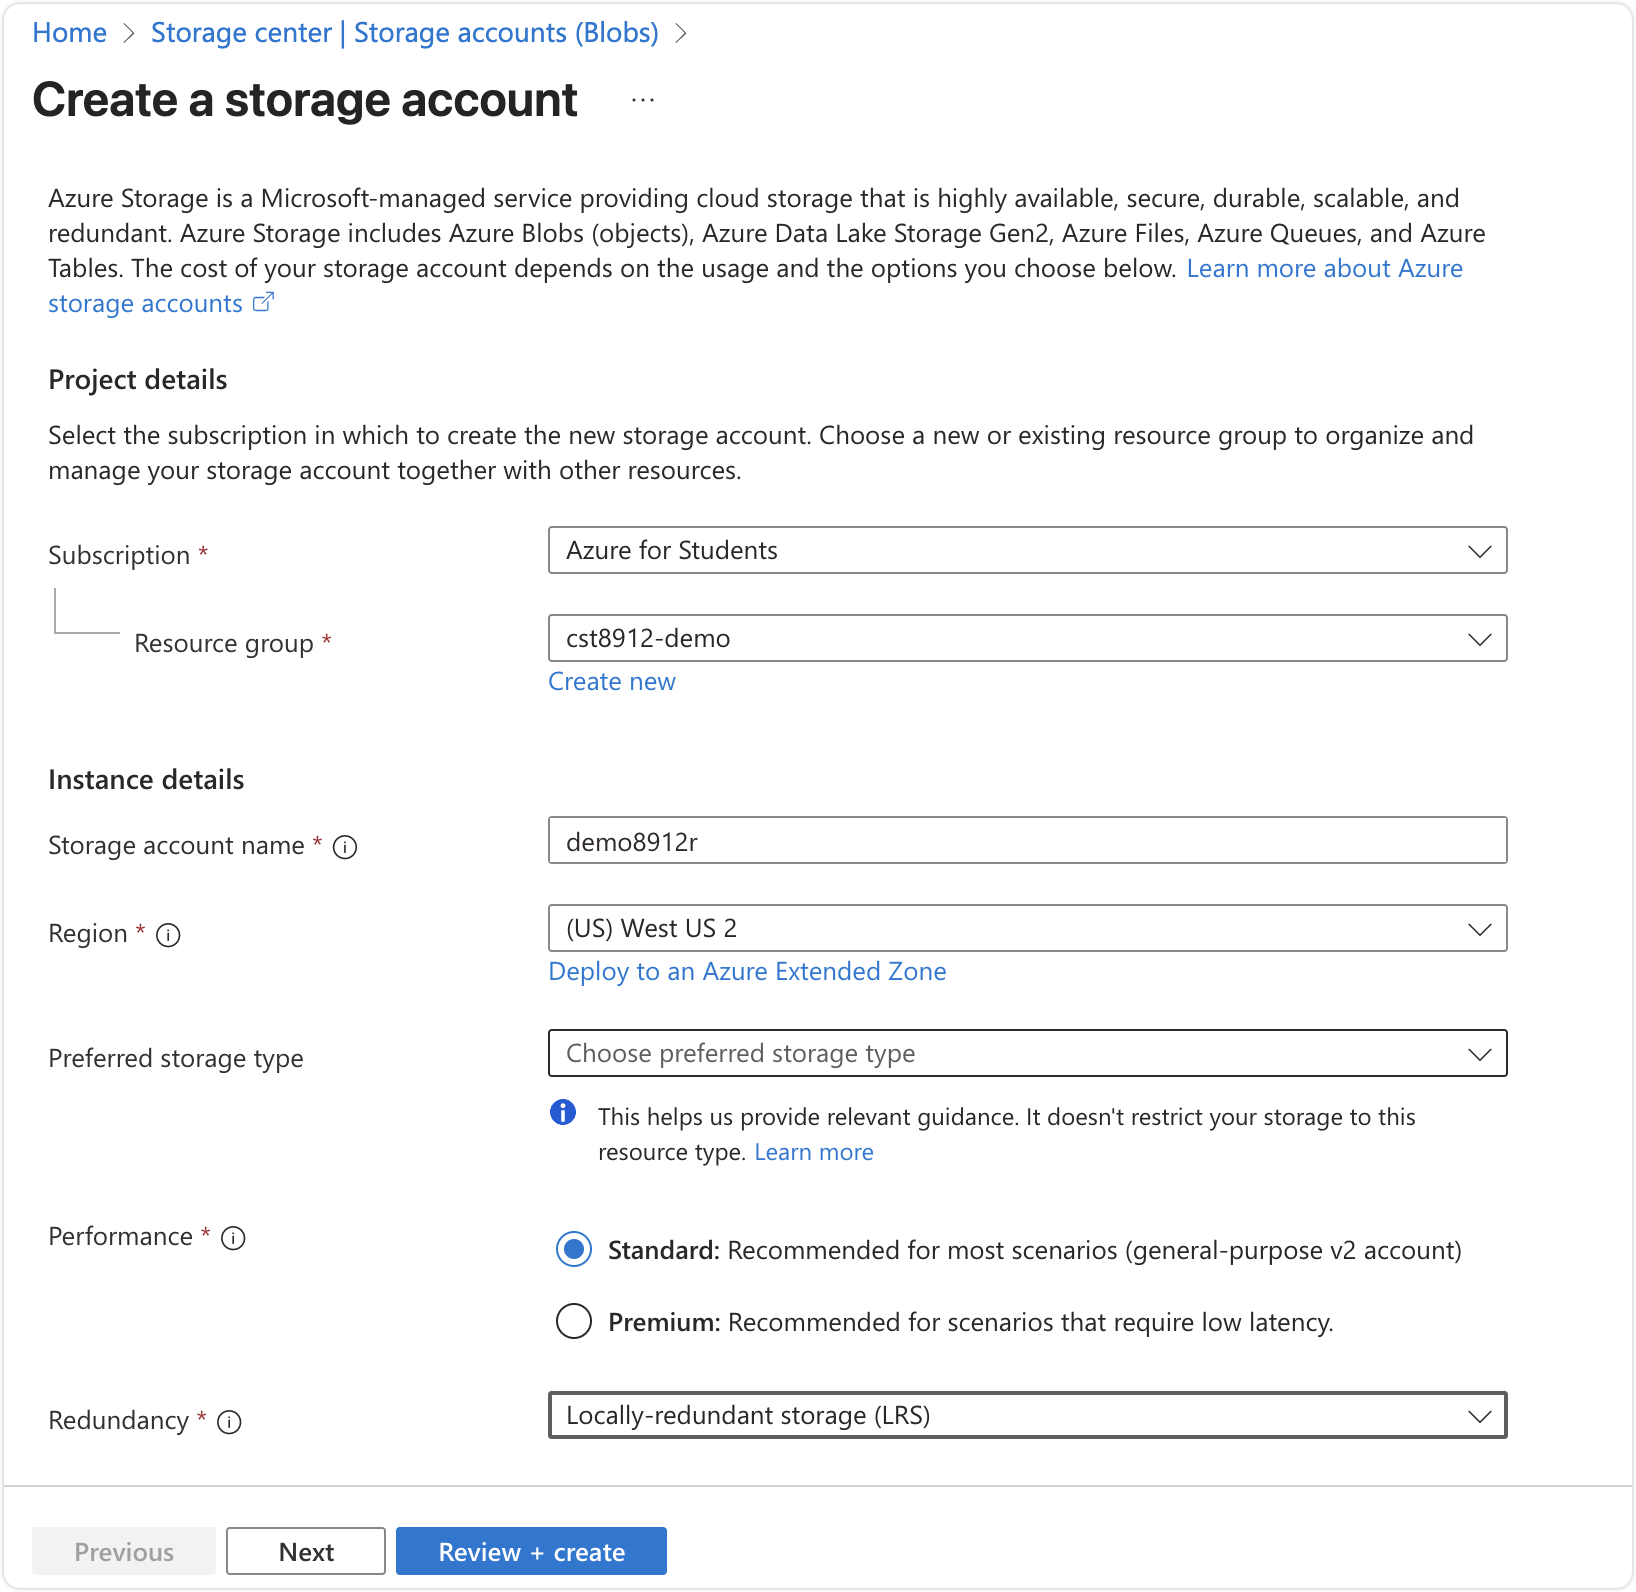 Home > Storage center | Storage accounts (Blobs) >
Create a storage account ...
Azure Storage is a Microsoft-managed service providing cloud storage that is highly available, secure, durable, scalable, and
redundant. Azure Storage includes Azure Blobs (objects), Azure Data Lake Storage Gen2, Azure Files, Azure Queues, and Azure
Tables. The cost of your storage account depends on the usage and the options you choose below. Learn more about Azure
storage accounts
Project details
Select the subscription in which to create the new storage account. Choose a new or existing resource group to organize and
manage your storage account together with other resources.
Subscription * Azure for Students
Resource group * cst8912-demo
Create new
Instance details
Storage account name * demo8912r
Region * (US) West US 2
Deploy to an Azure Extended Zone
Preferred storage type Choose preferred storage type
This helps us provide relevant guidance. It doesn't restrict your storage to this
resource type. Learn more
Performance * Standard: Recommended for most scenarios (general-purpose v2 account)
Premium: Recommended for scenarios that require low latency.
Redundancy * Locally-redundant storage (LRS)
Previous Next Review + create